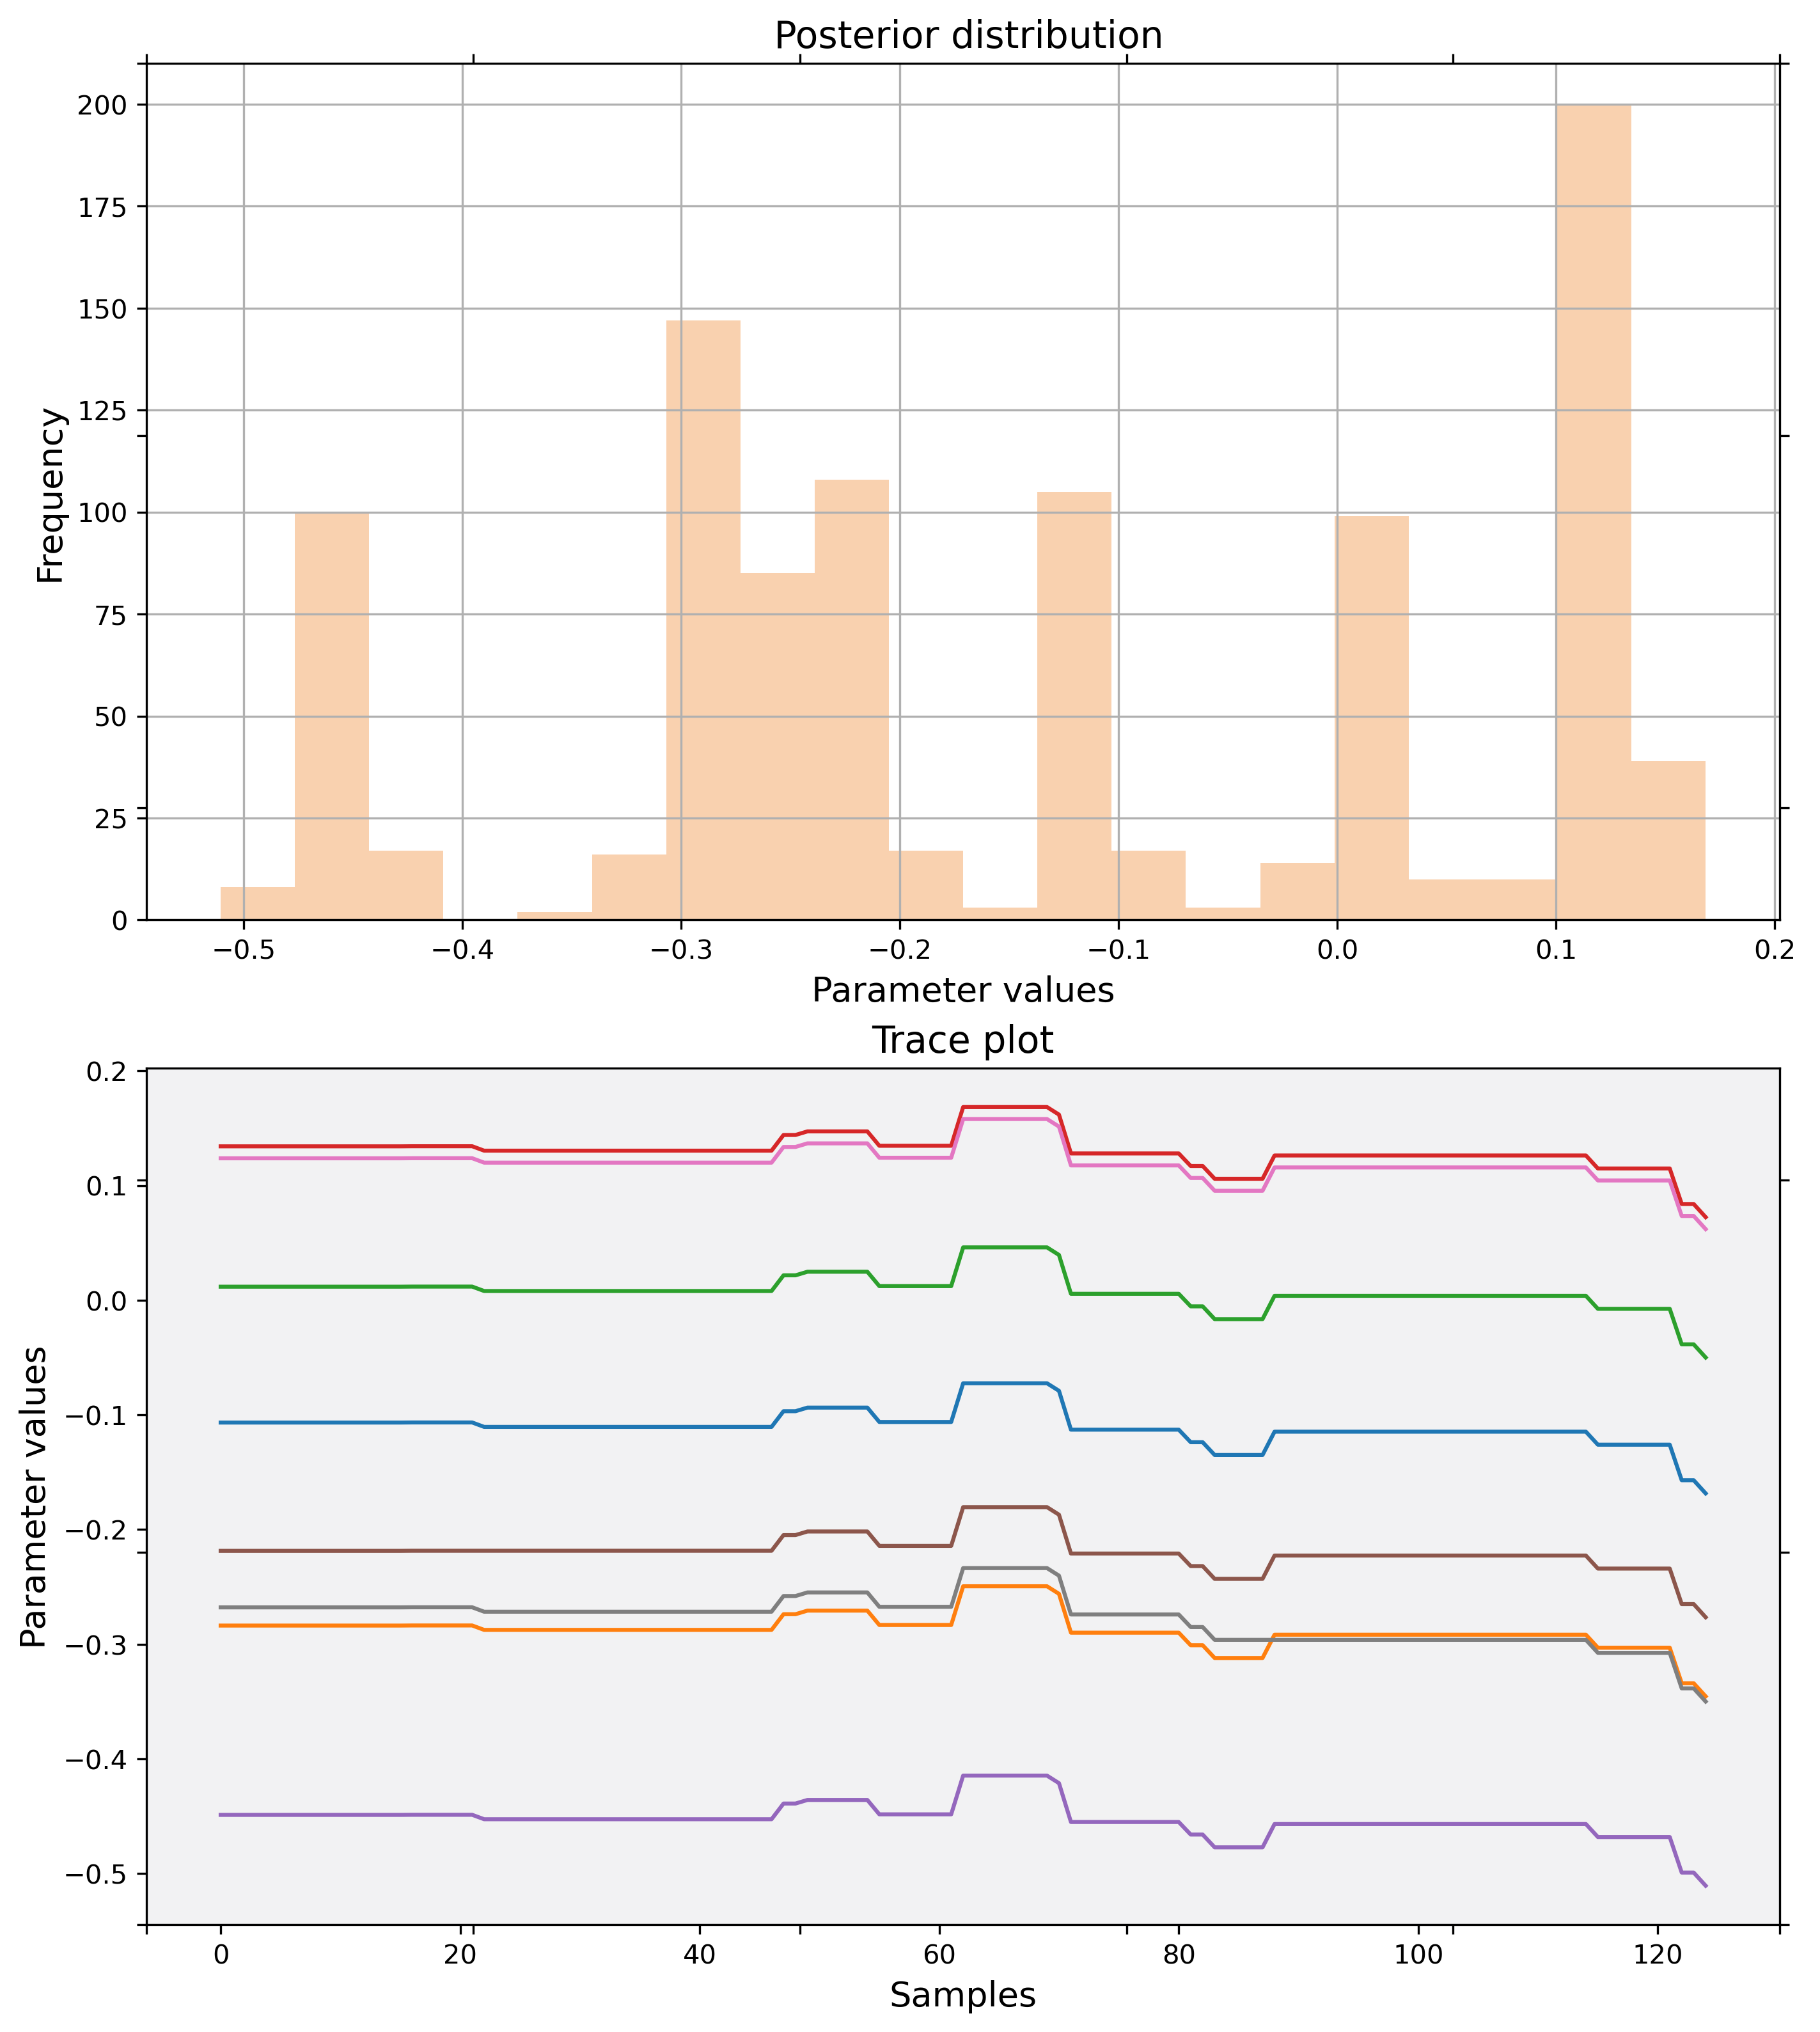 Posterior distribution
200
175
150
125
100
75
50
25
0
Frequency
−0.5 −0.4 −0.3 −0.2 −0.1 0.0 0.1 0.2
Parameter values
Trace plot
0.2
0.1
0.0
−0.1
−0.2
−0.3
−0.4
−0.5
Parameter values
0 20 40 60 80 100 120
Samples